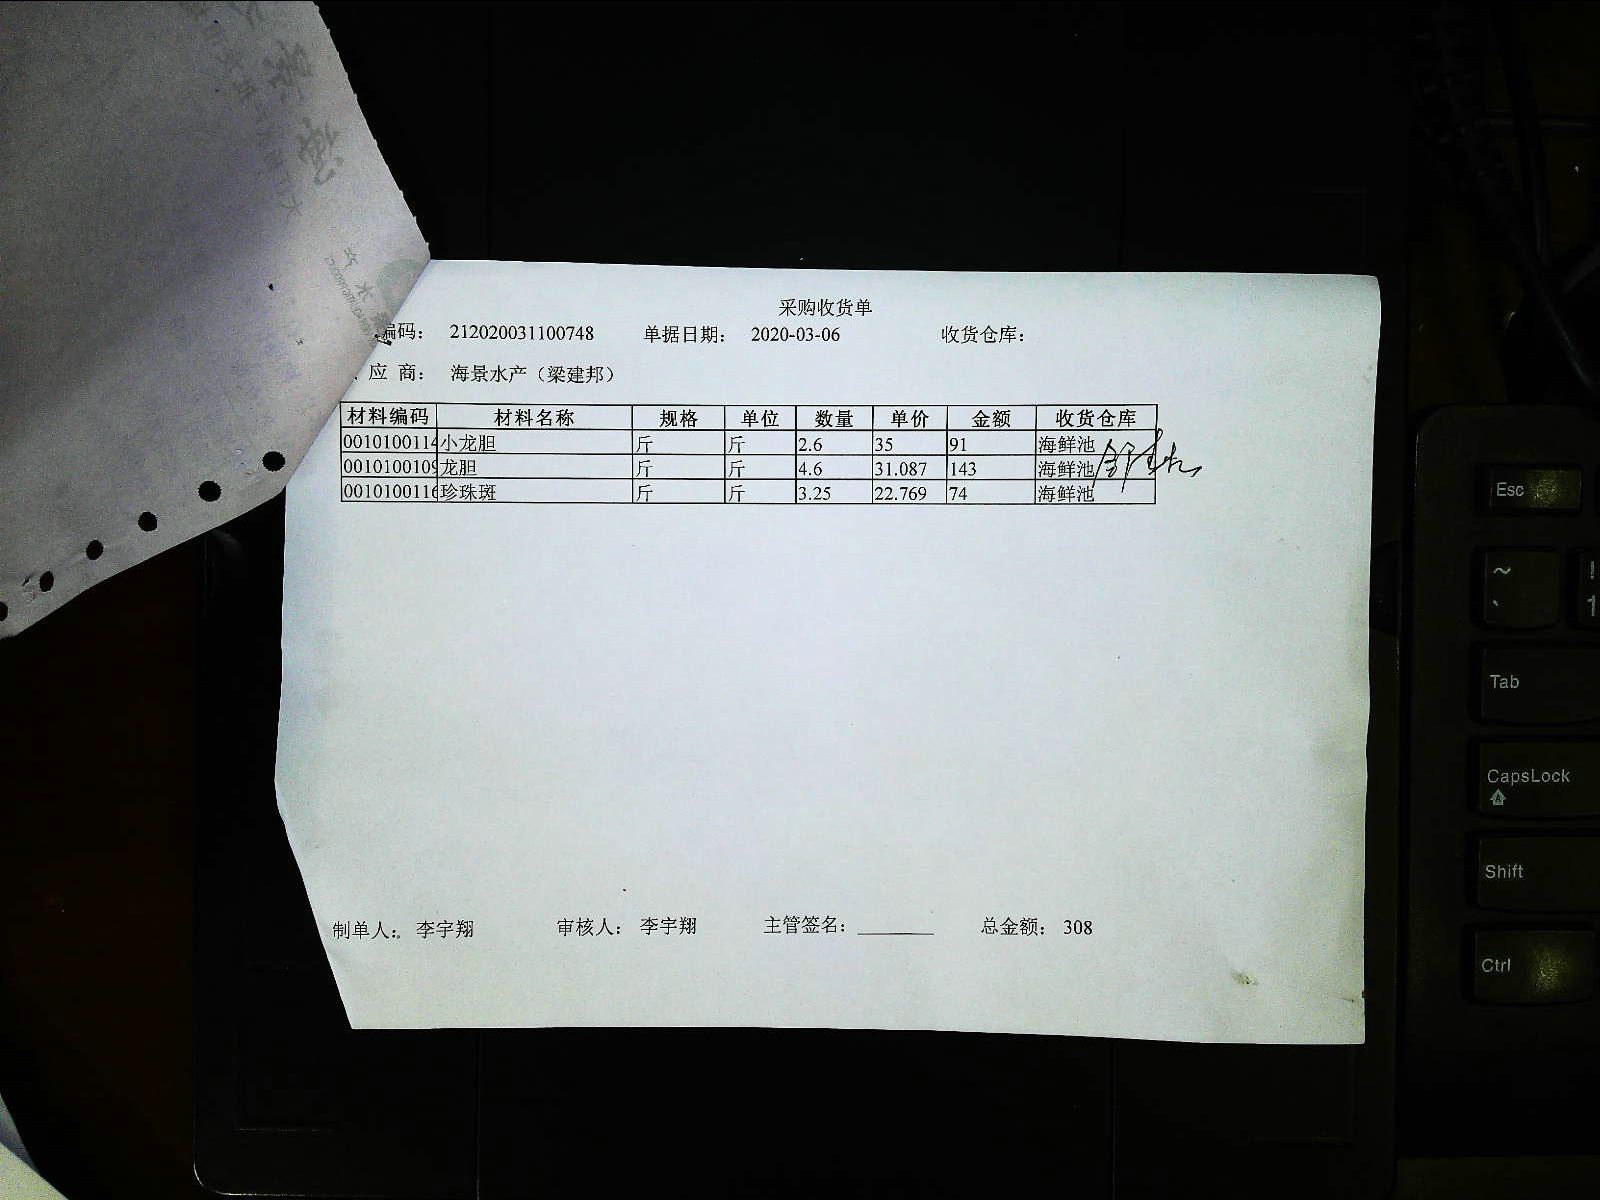 采购收货单
编码： 212020031100748 单据日期： 2020-03-06 收货仓库：
应 商： 海景水产（梁建邦）
材料编码 材料名称 规格 单位 数量 单价 金额 收货仓库
0010100114 小龙胆 斤 斤 2.6 35 91 海鲜池
0010100109 龙胆 斤 斤 4.6 31.087 143 海鲜池
0010100116 珍珠斑 斤 斤 3.25 22.769 74 海鲜池
制单人： 李宇翔 审核人： 李宇翔 主管签名： 总金额： 308
Esc
~
`
!
1
Tab
CapsLock
Shift
Ctrl